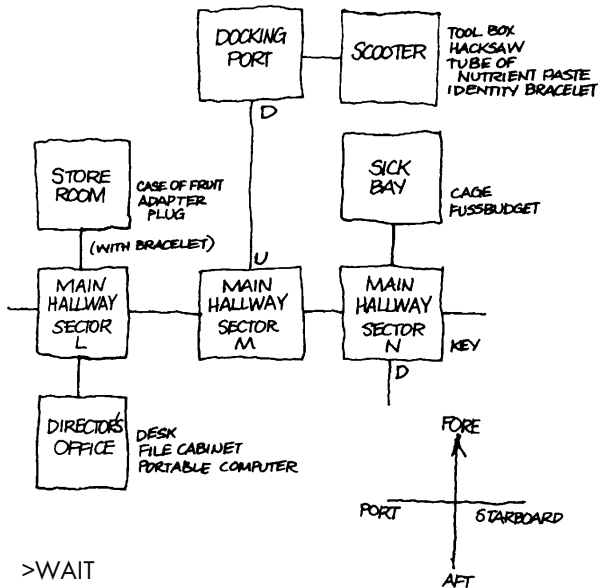 DOCKING
PORT
SCOOTER
TOOL BOX
HACKSAW
TUBE OF
NUTRIENT PASTE
IDENTITY BRACELET
D
STORE
ROOM
CASE OF FRUIT
ADAPTER
PLUG
SICK
BAY
CAGE
FUSSBUDGET
(WITH BRACELET)
U
MAIN
HALLWAY
SECTOR
L
MAIN
HALLWAY
SECTOR
M
MAIN
HALLWAY
SECTOR
N
KEY
D
DIRECTOR'S
OFFICE
DESK
FILE CABINET
PORTABLE COMPUTER
FORE
PORT
STARBOARD
AFT
>WAIT